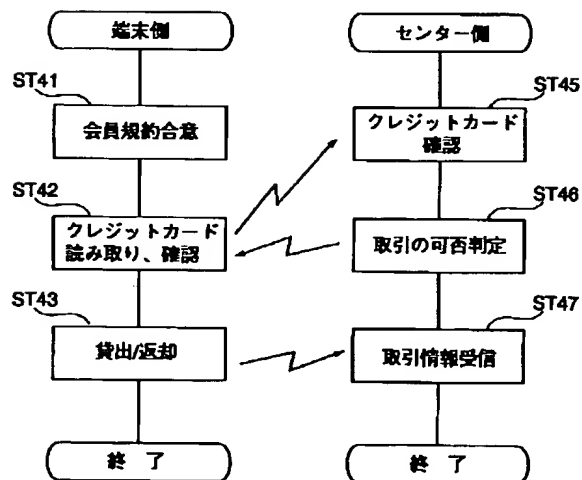 端末側
ST41
会員規約合意
ST42
クレジットカード
読み取り、確認
ST43
貸出/返却
終 了
センター側
ST45
クレジットカード
確認
ST46
取引の可否判定
ST47
取引情報受信
終 了